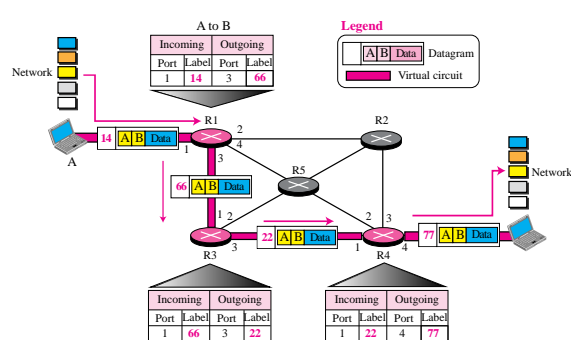 A to B
Incoming Outgoing
Port Label Port Label
1 14 3 66
Legend
A B Data Datagram
Virtual circuit
Network
R1
2
4
14 A B Data 1
3
A
R2
R5
Network
66 A B Data
1
2
3
R3
22 A B Data
2
3
1
4
R4
77 A B Data
Incoming Outgoing
Port Label Port Label
1 66 3 22
Incoming Outgoing
Port Label Port Label
1 22 4 77